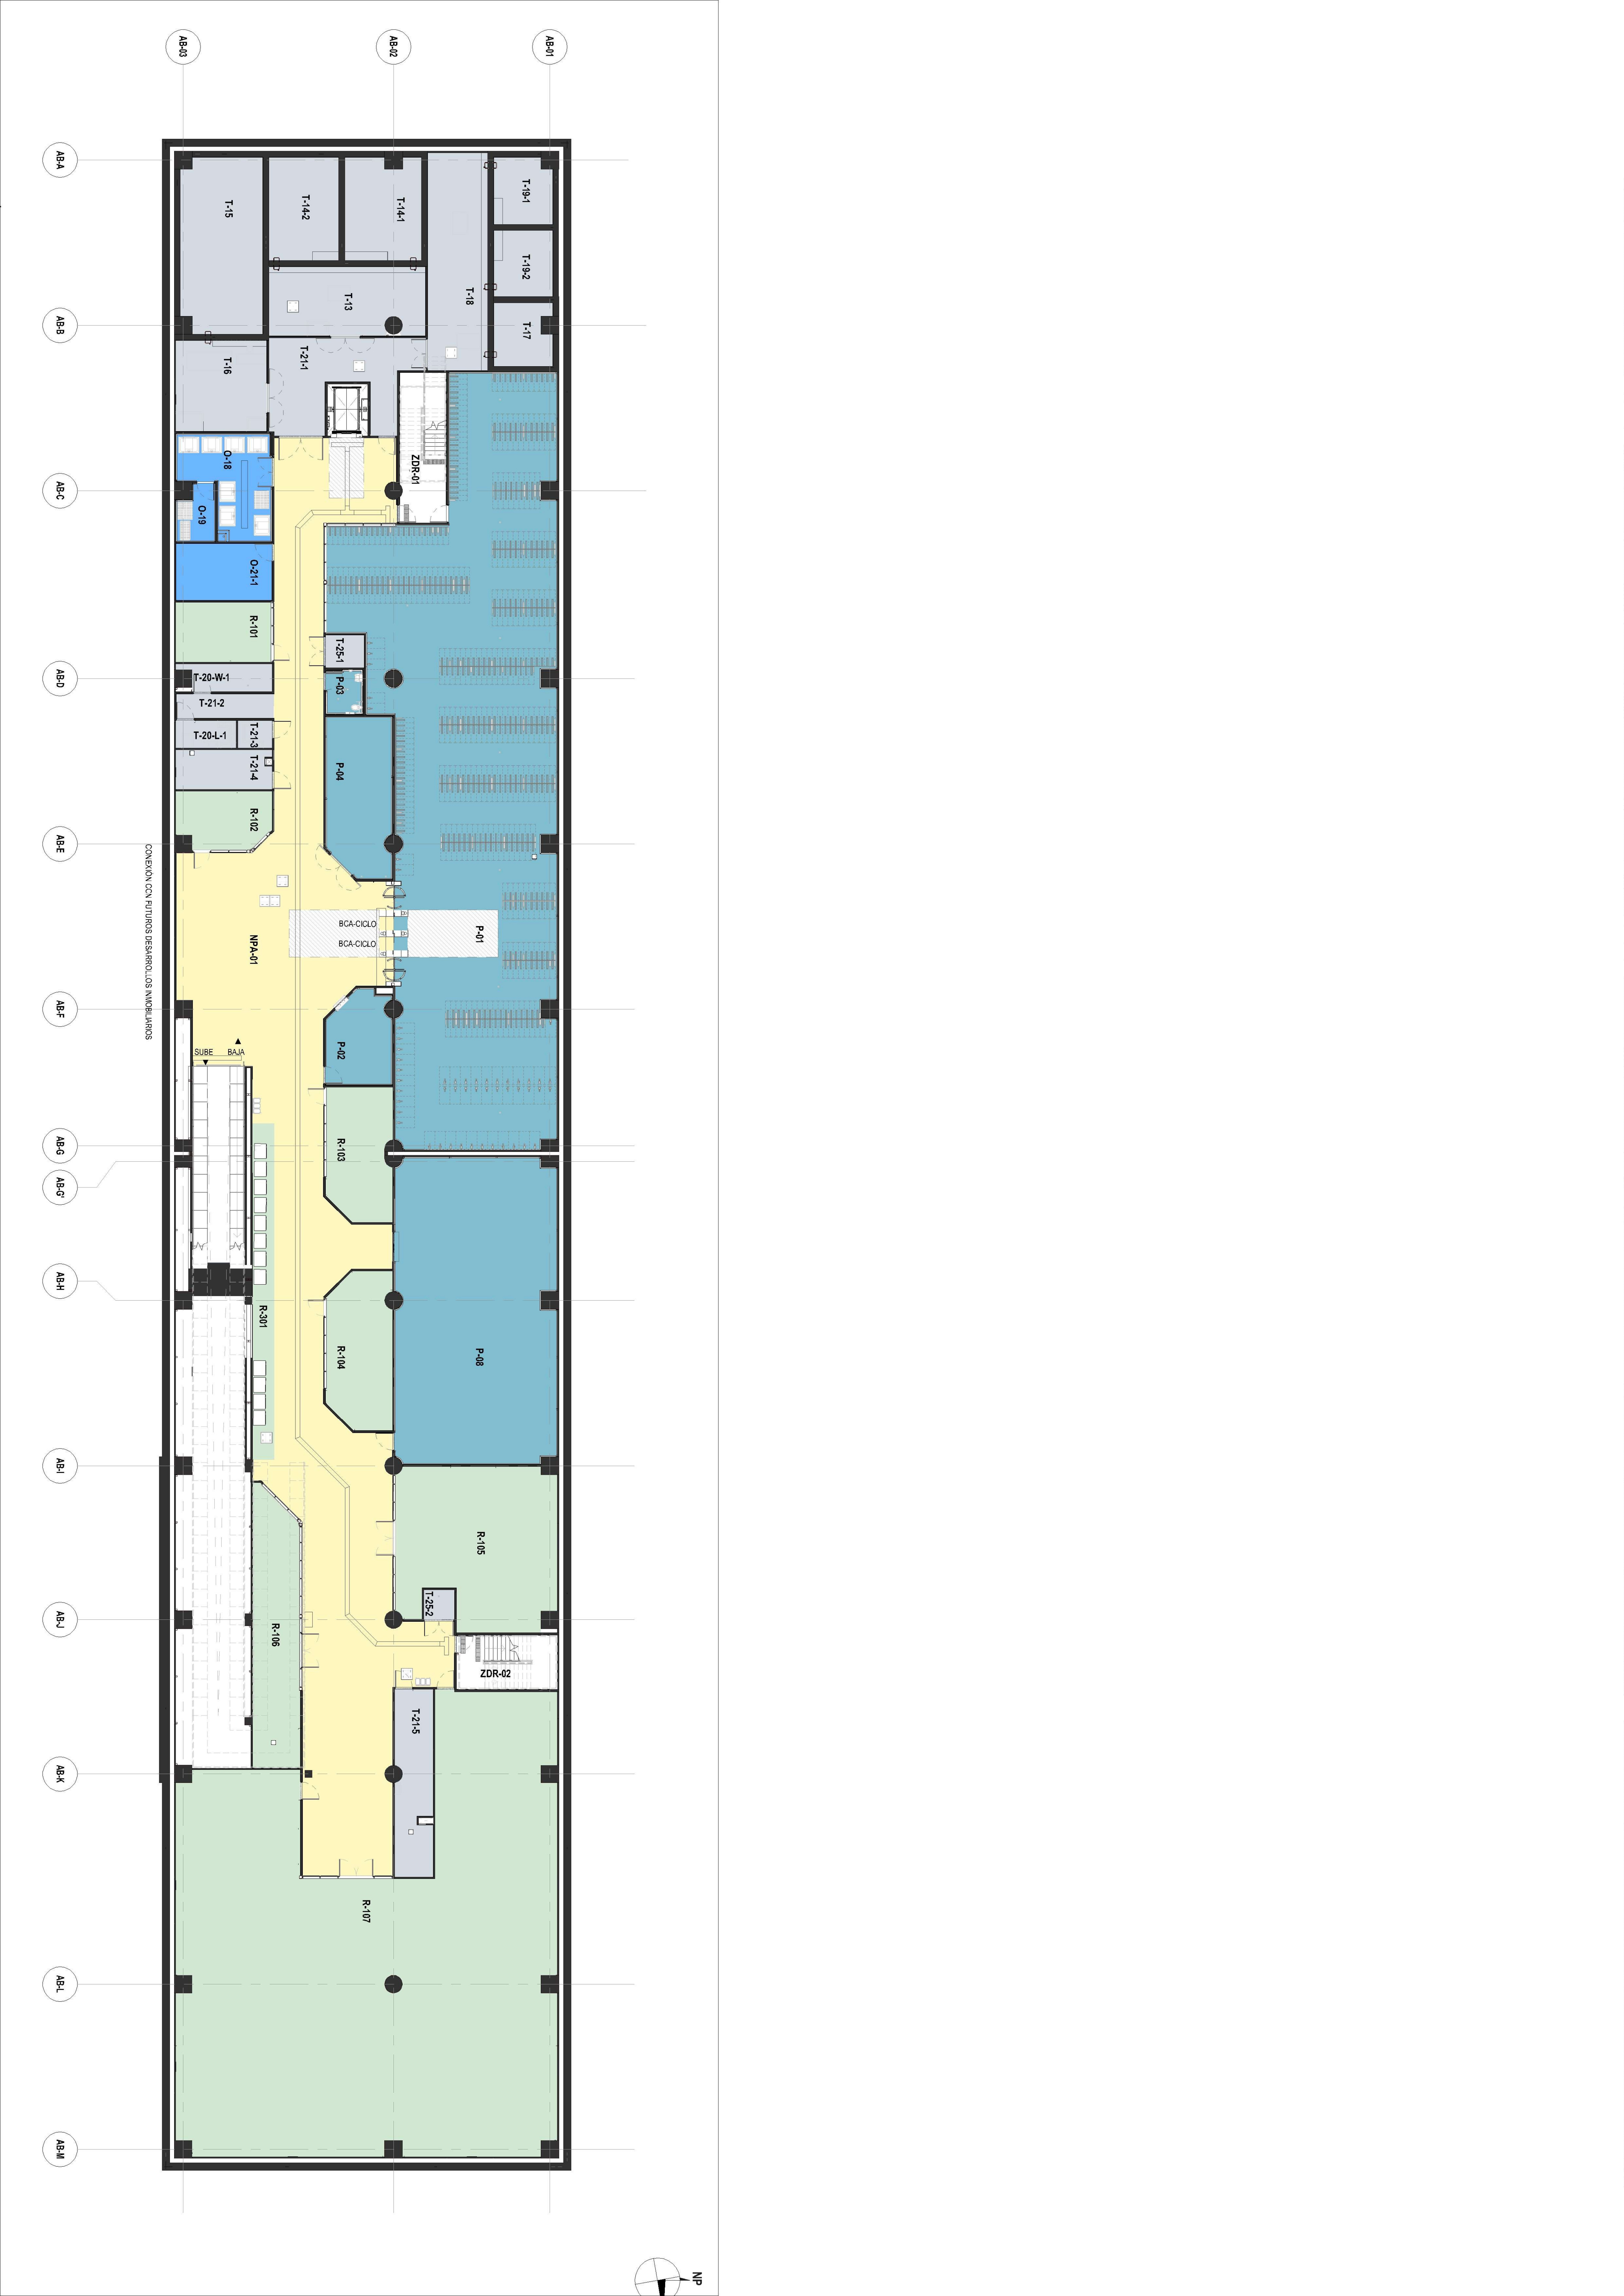 AB-03
AB-02
AB-01
AB-A
T-15
T-14-2
T-14-1
T-19-1
T-19-2
T-18
T-13
AB-B
T-17
T-16
T-21-1
O-18
ZDR-01
AB-C
O-19
O-21-1
R-101
T-25-1
AB-D
T-20-W-1
P-03
T-21-2
T-20-L-1
T-21-3
T-21-4
P-04
R-102
AB-E
CONEXIÓN CCN FUTUROS DESARROLLOS INMOBILIARIOS
BCA-CICLO
BCA-CICLO
P-01
NPA-01
AB-F
P-02
SUBE
BAJA
AB-G
R-103
AB-G'
AB-H
R-301
R-104
P-08
AB-I
R-105
T-25-2
AB-J
R-106
ZDR-02
T-21-5
AB-K
R-107
AB-L
AB-M
NP